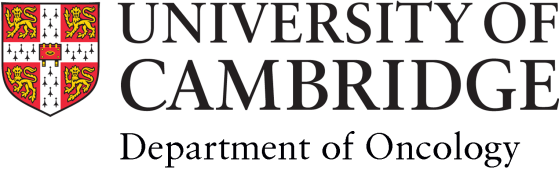 UNIVERSITY OF
CAMBRIDGE
Department of Oncology